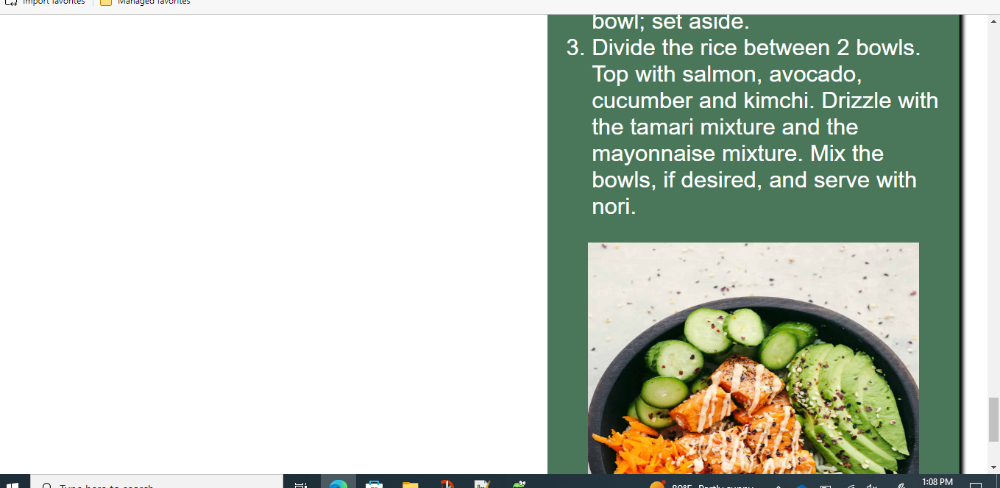 Import favorites
Managed favorites
bowl; set aside.
3. Divide the rice between 2 bowls.
Top with salmon, avocado,
cucumber and kimchi. Drizzle with
the tamari mixture and the
mayonnaise mixture. Mix the
bowls, if desired, and serve with
nori.
Type here to search
Partly sunny
1:08 PM